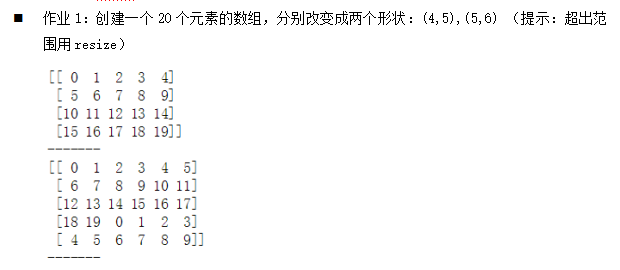 ■ 作业 1：创建一个 20 个元素的数组，分别改变成两个形状：(4,5),(5,6) （提示：超出范
围用 resize）
[[ 0  1  2  3  4]
 [ 5  6  7  8  9]
 [10 11 12 13 14]
 [15 16 17 18 19]]
-------
[[ 0  1  2  3  4  5]
 [ 6  7  8  9 10 11]
 [12 13 14 15 16 17]
 [18 19  0  1  2  3]
 [ 4  5  6  7  8  9]]
-------